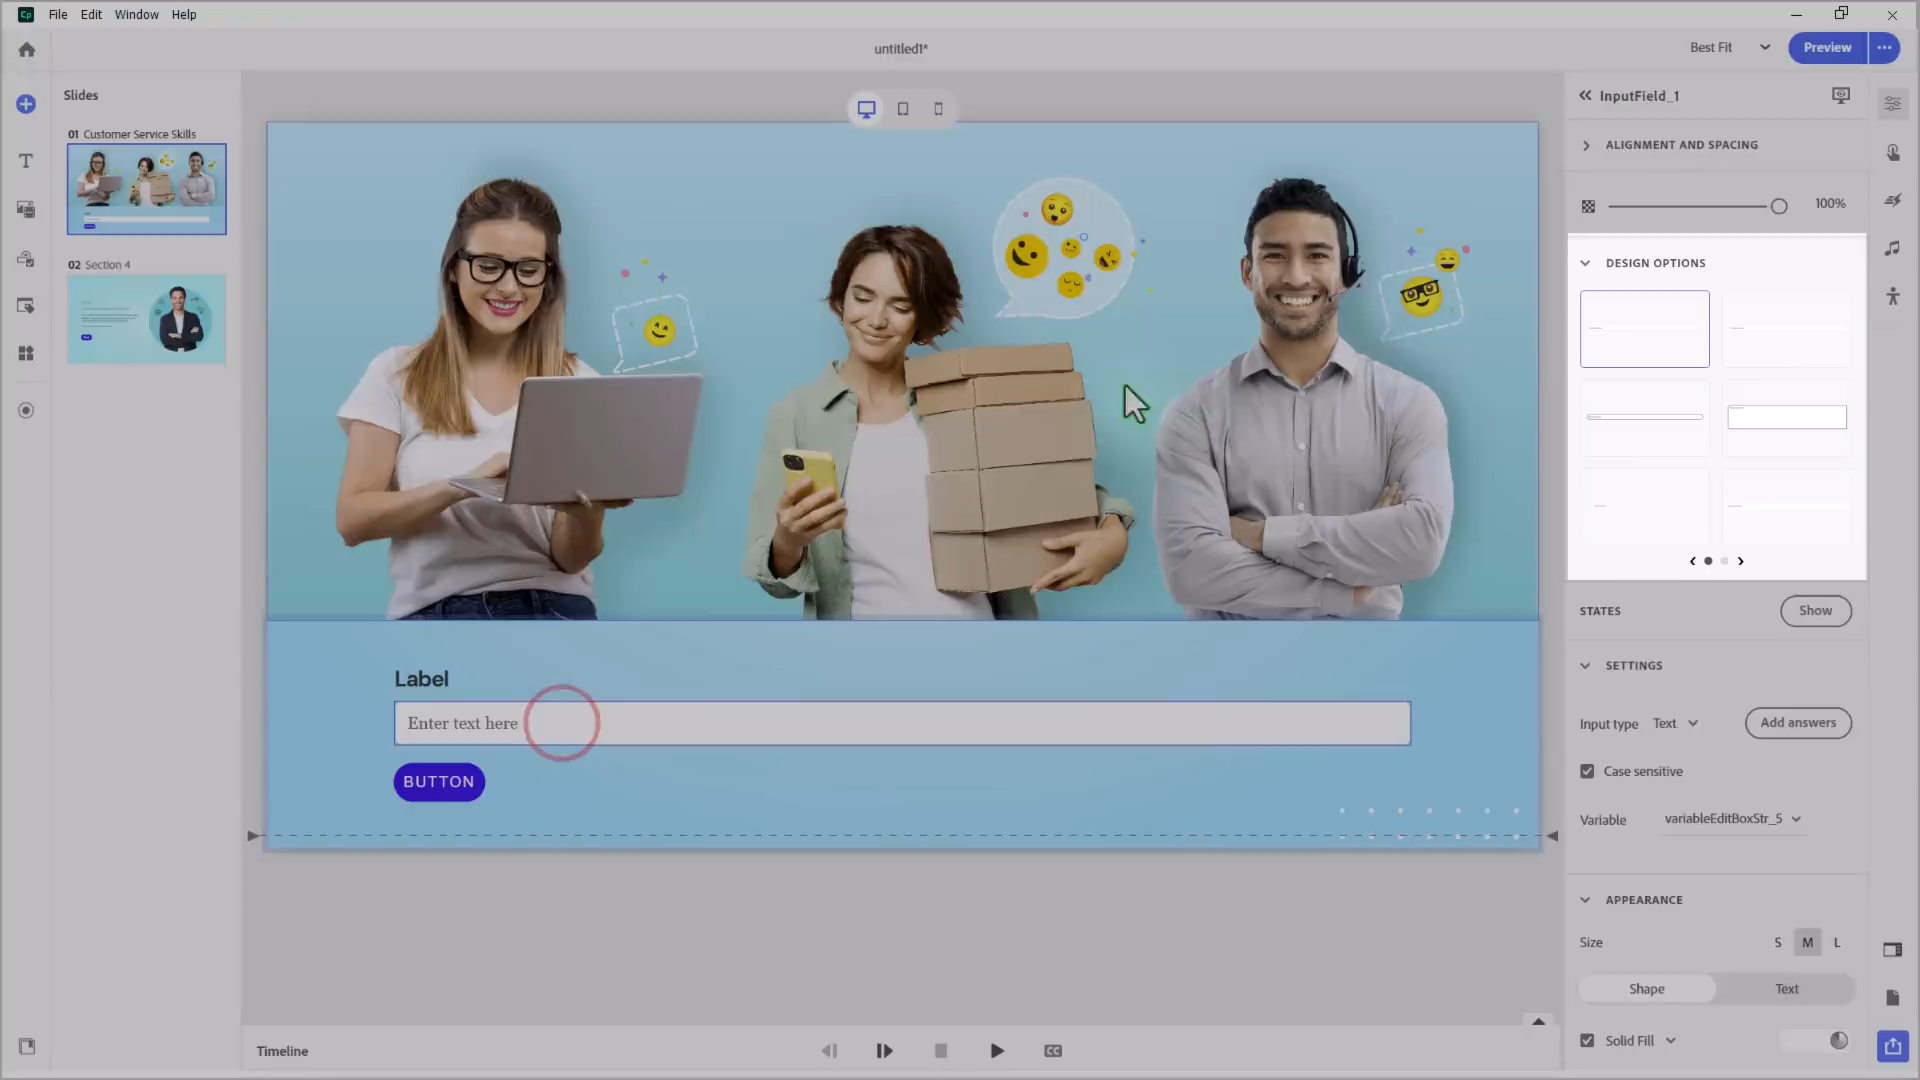 Cp File Edit Window Help
untitled1*
Best Fit
Preview
Slides
01 Customer Service Skills
02 Section 4
Label
Enter text here
BUTTON
Timeline
CC
InputField_1
ALIGNMENT AND SPACING
100%
DESIGN OPTIONS
STATES Show
SETTINGS
Input type Text Add answers
Case sensitive
Variable variableEditBoxStr_5
APPEARANCE
Size S M L
Shape Text
Solid Fill